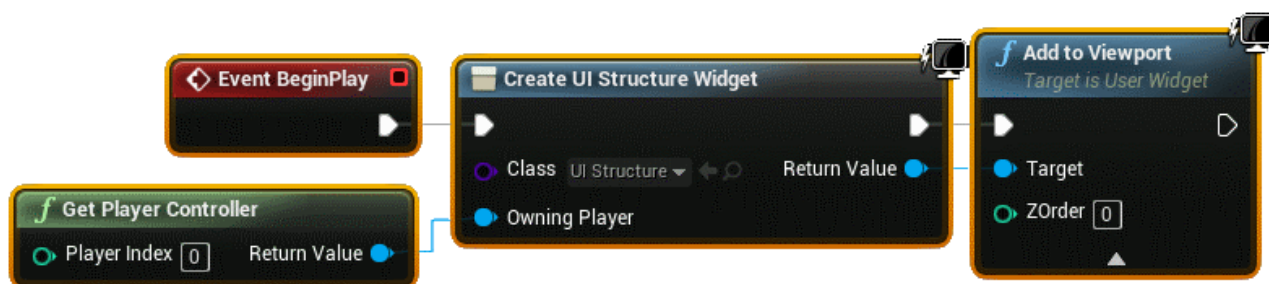 Event BeginPlay
Create UI Structure Widget
Class UI Structure
Return Value
Owning Player
Add to Viewport
Target is User Widget
Target
ZOrder 0
f Get Player Controller
Player Index 0
Return Value